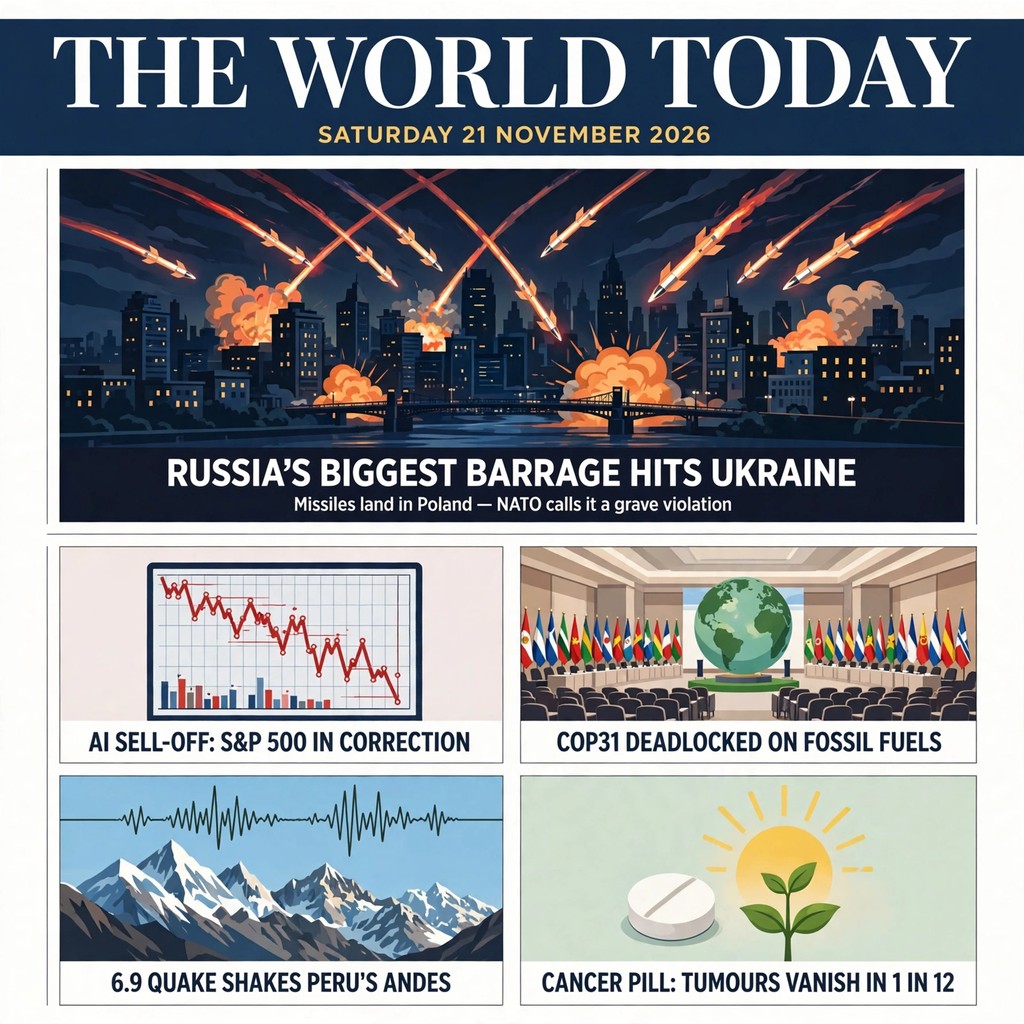 THE WORLD TODAY
SATURDAY 21 NOVEMBER 2026
RUSSIA'S BIGGEST BARRAGE HITS UKRAINE
Missiles land in Poland — NATO calls it a grave violation
AI SELL-OFF: S&P 500 IN CORRECTION
COP31 DEADLOCKED ON FOSSIL FUELS
6.9 QUAKE SHAKES PERU'S ANDES
CANCER PILL: TUMOURS VANISH IN 1 IN 12